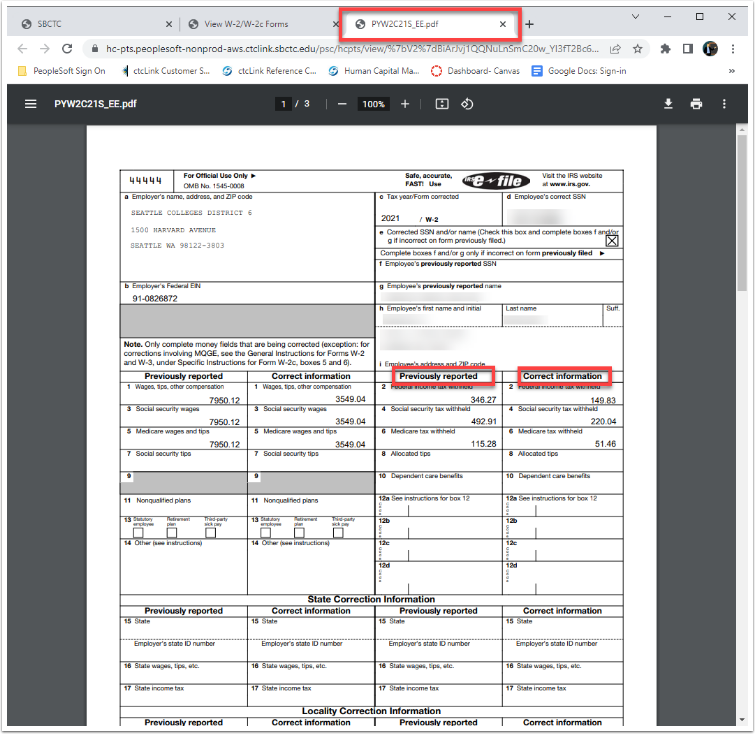 SBCTC
View W-2/W-2c Forms
PYW2C21S_EE.pdf
hc-pts.peoplesoft-nonprod-aws.ctclink.sbctc.edu/psc/hcpts/view/%7bV2%7dBiArJvj1QQNuLnSmC20w_YI3fT2Bc6...
PeopleSoft Sign On
ctcLink Customer S...
ctcLink Reference C...
Human Capital Ma...
Dashboard- Canvas
Google Docs: Sign-in
»
PYW2C21S_EE.pdf
1 / 3
100%
44444
For Official Use Only ►
OMB No. 1545-0008
Safe, accurate,
FAST! Use
IRS e-file
Visit the IRS website
at www.irs.gov.
a Employer's name, address, and ZIP code
SEATTLE COLLEGES DISTRICT 6
1500 HARVARD AVENUE
SEATTLE WA 98122-3803
c Tax year/Form corrected
2021 / W-2
d Employee's correct SSN
e Corrected SSN and/or name (Check this box and complete boxes f and/or
g if incorrect on form previously filed.)
Complete boxes f and/or g only if incorrect on form previously filed ►
f Employee's previously reported SSN
b Employer's Federal EIN
91-0826872
g Employee's previously reported name
h Employee's first name and initial
Last name
Suff.
Note. Only complete money fields that are being corrected (exception: for
corrections involving MQGE, see the General Instructions for Forms W-2
and W-3, under Specific Instructions for Form W-2c, boxes 5 and 6).
i Employee's address and ZIP code
Previously reported Correct information Previously reported Correct information
1 Wages, tips, other compensation 1 Wages, tips, other compensation 2 Federal income tax withheld 2 Federal income tax withheld
7950.12 3549.04 346.27 149.83
3 Social security wages 3 Social security wages 4 Social security tax withheld 4 Social security tax withheld
7950.12 3549.04 492.91 220.04
5 Medicare wages and tips 5 Medicare wages and tips 6 Medicare tax withheld 6 Medicare tax withheld
7950.12 3549.04 115.28 51.46
7 Social security tips 7 Social security tips 8 Allocated tips 8 Allocated tips
9 9 10 Dependent care benefits 10 Dependent care benefits
11 Nonqualified plans 11 Nonqualified plans 12a See instructions for box 12 12a See instructions for box 12
13 Statutory employee Retirement plan Third-party sick pay 13 Statutory employee Retirement plan Third-party sick pay 12b 12b
14 Other (see instructions) 14 Other (see instructions) 12c 12c
12d 12d
State Correction Information
Previously reported Correct information Previously reported Correct information
15 State 15 State 15 State 15 State
Employer's state ID number Employer's state ID number Employer's state ID number Employer's state ID number
16 State wages, tips, etc. 16 State wages, tips, etc. 16 State wages, tips, etc. 16 State wages, tips, etc.
17 State income tax 17 State income tax 17 State income tax 17 State income tax
Locality Correction Information
Previously reported Correct information Previously reported Correct information